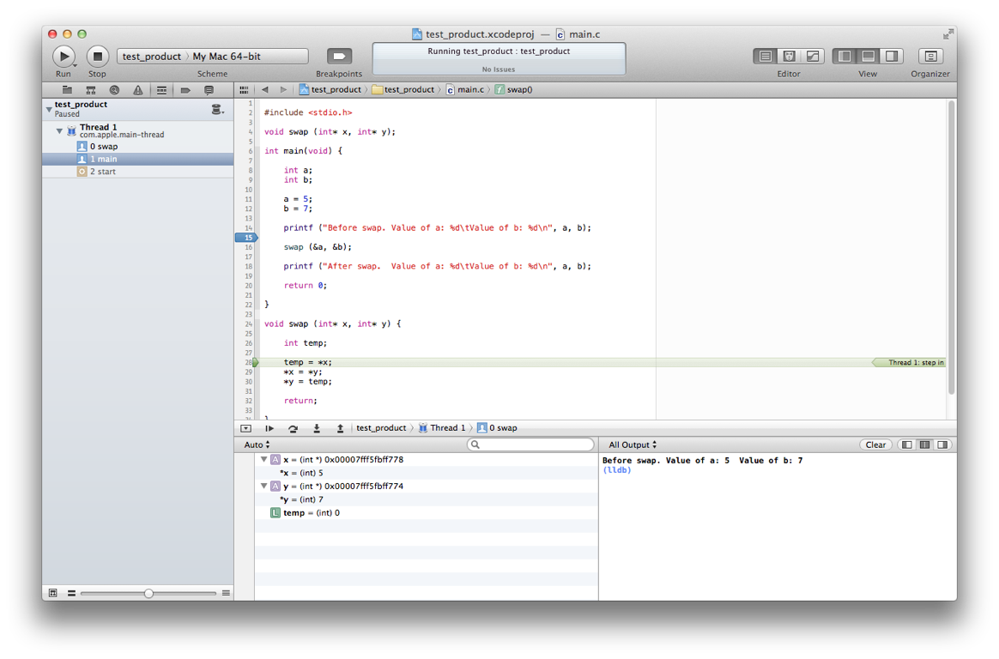 test_product.xcodeproj — main.c
test_product › My Mac 64-bit
Running test_product : test_product
No Issues
Run Stop Scheme Breakpoints Editor View Organizer
test_product › test_product › main.c › swap()
test_product
Paused
Thread 1
com.apple.main-thread
0 swap
1 main
2 start
1
2 #include <stdio.h>
3
4 void swap (int* x, int* y);
5
6 int main(void) {
7
8 int a;
9 int b;
10
11 a = 5;
12 b = 7;
13
14 printf ("Before swap. Value of a: %d\tValue of b: %d\n", a, b);
15
16 swap (&a, &b);
17
18 printf ("After swap.  Value of a: %d\tValue of b: %d\n", a, b);
19
20 return 0;
21
22 }
23
24 void swap (int* x, int* y) {
25
26 int temp;
27
28 temp = *x; Thread 1: step in
29 *x = *y;
30 *y = temp;
31
32 return;
33
test_product › Thread 1 › 0 swap
Auto
x = (int *) 0x00007fff5fbff778
*x = (int) 5
y = (int *) 0x00007fff5fbff774
*y = (int) 7
temp = (int) 0
All Output Clear
Before swap. Value of a: 5  Value of b: 7
(lldb)